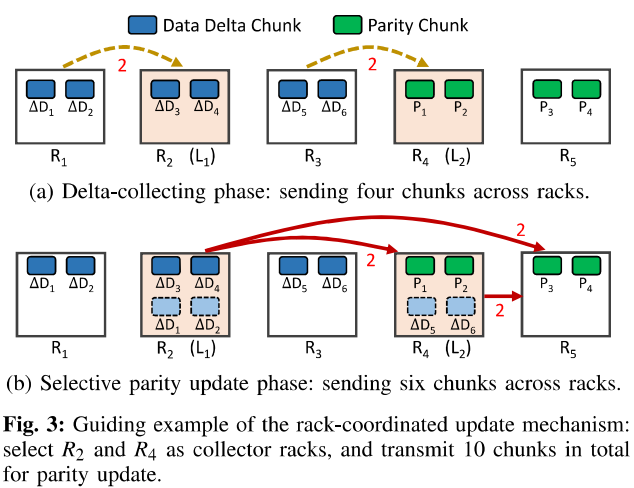 Data Delta Chunk Parity Chunk
2 2
ΔD₁ ΔD₂ ΔD₃ ΔD₄ ΔD₅ ΔD₆ P₁ P₂ P₃ P₄
R₁ R₂ (L₁) R₃ R₄ (L₂) R₅
(a) Delta-collecting phase: sending four chunks across racks.
2
2
ΔD₃ ΔD₄ P₁ P₂ P₃ P₄
ΔD₁ ΔD₂ ΔD₅ ΔD₆
2
ΔD₁ ΔD₂ ΔD₅ ΔD₆
R₁ R₂ (L₁) R₃ R₄ (L₂) R₅
(b) Selective parity update phase: sending six chunks across racks.
Fig. 3: Guiding example of the rack-coordinated update mechanism:
select R₂ and R₄ as collector racks, and transmit 10 chunks in total
for parity update.